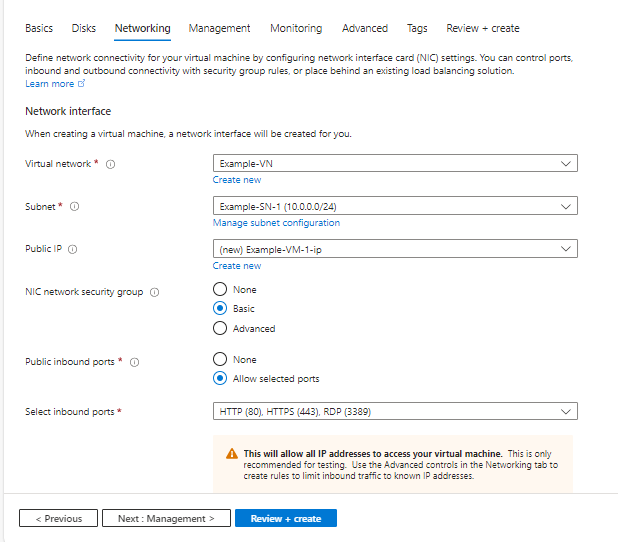 Basics Disks Networking Management Monitoring Advanced Tags Review + create
Define network connectivity for your virtual machine by configuring network interface card (NIC) settings. You can control ports,
inbound and outbound connectivity with security group rules, or place behind an existing load balancing solution.
Learn more
Network interface
When creating a virtual machine, a network interface will be created for you.
Virtual network * Example-VN
Create new
Subnet * Example-SN-1 (10.0.0.0/24)
Manage subnet configuration
Public IP (new) Example-VM-1-ip
Create new
NIC network security group None
Basic
Advanced
Public inbound ports * None
Allow selected ports
Select inbound ports * HTTP (80), HTTPS (443), RDP (3389)
This will allow all IP addresses to access your virtual machine. This is only
recommended for testing. Use the Advanced controls in the Networking tab to
create rules to limit inbound traffic to known IP addresses.
< Previous Next : Management > Review + create